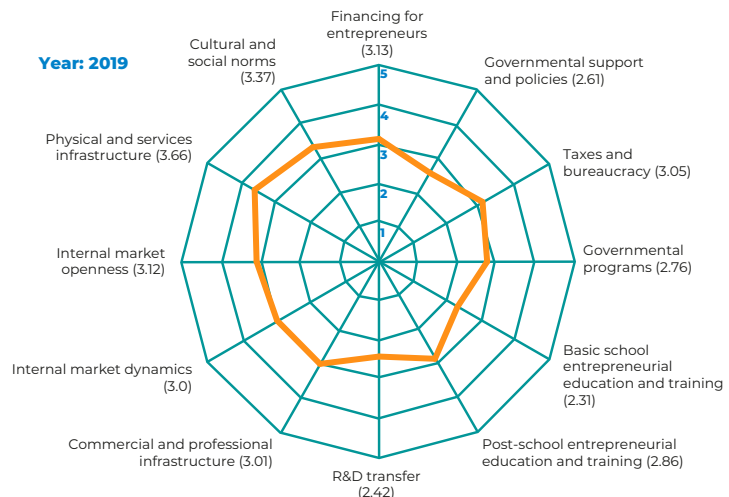 Year: 2019
Financing for
entrepreneurs
(3.13)
Governmental support
and policies (2.61)
Taxes and
bureaucracy (3.05)
Governmental
programs (2.76)
Basic school
entrepreneurial
education and training
(2.31)
Post-school entrepreneurial
education and training (2.86)
R&D transfer
(2.42)
Commercial and professional
infrastructure (3.01)
Internal market dynamics
(3.0)
Internal market
openness (3.12)
Physical and services
infrastructure (3.66)
Cultural and
social norms
(3.37)
5
4
3
2
1